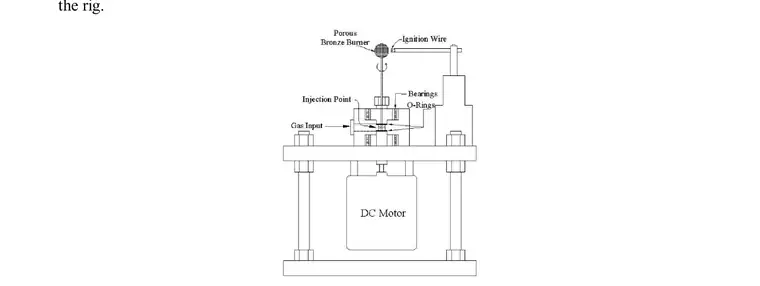 the rig.
Porous
Bronze Burner
Ignition Wire
Injection Point
Bearings
O-Rings
Gas Input
DC Motor